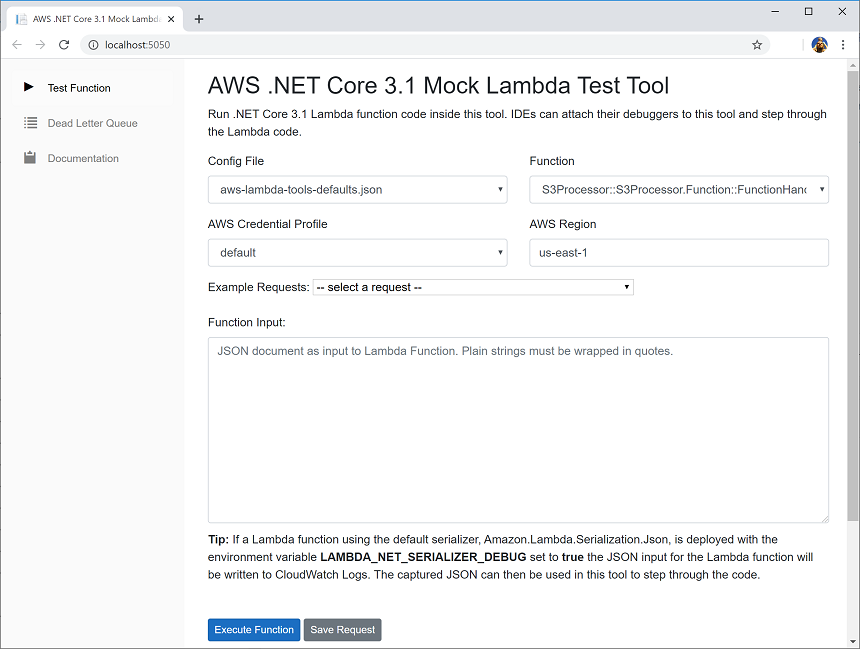 AWS .NET Core 3.1 Mock Lambda
localhost:5050
Test Function
Dead Letter Queue
Documentation
AWS .NET Core 3.1 Mock Lambda Test Tool
Run .NET Core 3.1 Lambda function code inside this tool. IDEs can attach their debuggers to this tool and step through
the Lambda code.
Config File
Function
aws-lambda-tools-defaults.json
S3Processor::S3Processor.Function::FunctionHand
AWS Credential Profile
AWS Region
default
us-east-1
Example Requests: -- select a request --
Function Input:
JSON document as input to Lambda Function. Plain strings must be wrapped in quotes.
Tip: If a Lambda function using the default serializer, Amazon.Lambda.Serialization.Json, is deployed with the
environment variable LAMBDA_NET_SERIALIZER_DEBUG set to true the JSON input for the Lambda function will
be written to CloudWatch Logs. The captured JSON can then be used in this tool to step through the code.
Execute Function
Save Request